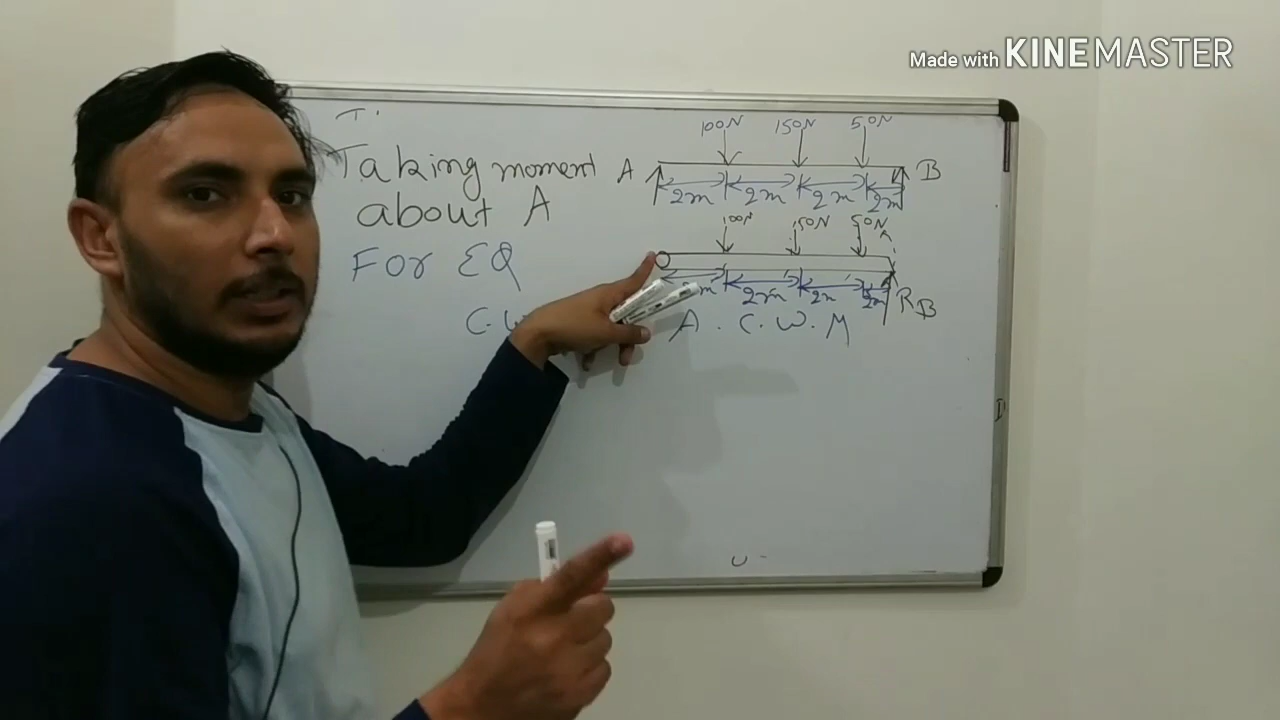 Made with KINEMASTER
T.
100N 150N 50N
Taking moment A B
2m 2m 2m 2m
about A
100N 150N 50N
For EQ
2m 2m 2m RB
C.W
A.C.W.M